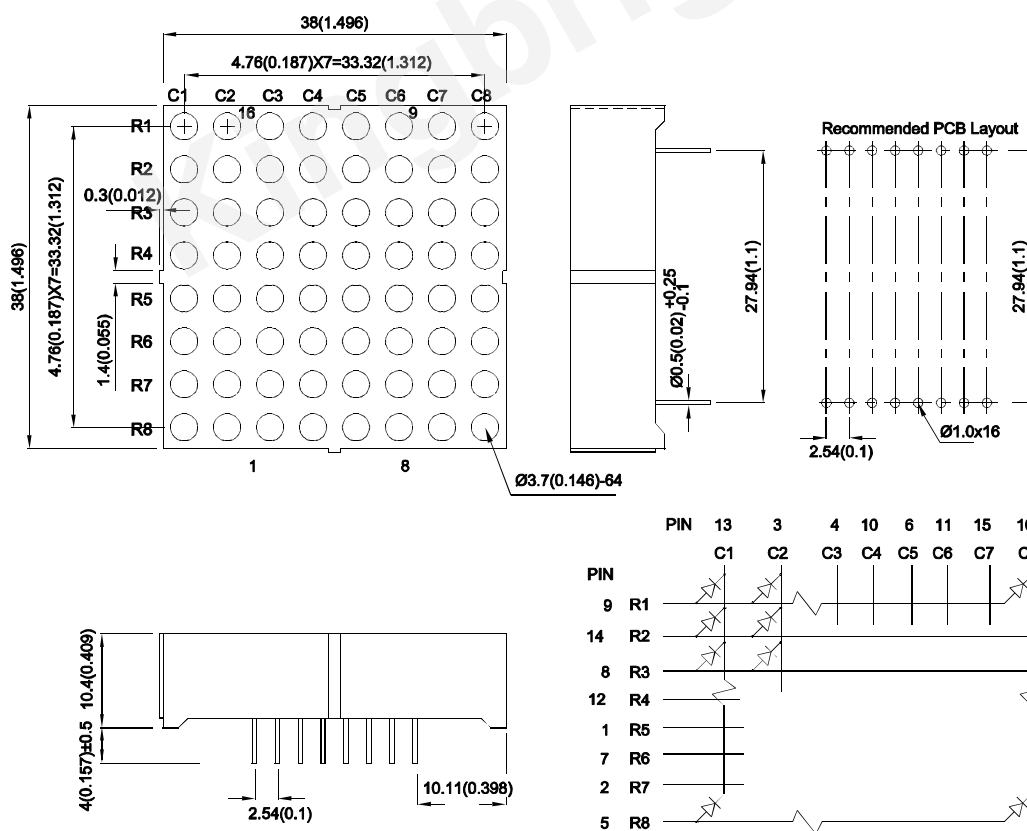 38(1.496)
4.76(0.187)X7=33.32(1.312)
C1 C2 C3 C4 C5 C6 C7 C8
16 9
R1
R2
0.3(0.012)
R3
R4
R5
R6
R7
R8
38(1.496)
4.76(0.187)X7=33.32(1.312)
1.4(0.055)
1 8
Ø3.7(0.146)-64
Kingbri
27.94(1.1)
Ø0.5(0.02) +0.25 -0.1
Recommended PCB Layout
27.94(1.1)
Ø1.0x16
2.54(0.1)
10.4(0.409)
4(0.157)±0.5
2.54(0.1)
10.11(0.398)
PIN 13 3 4 10 6 11 15
C1 C2 C3 C4 C5 C6 C7
PIN
9 R1
14 R2
8 R3
12 R4
1 R5
7 R6
2 R7
5 R8